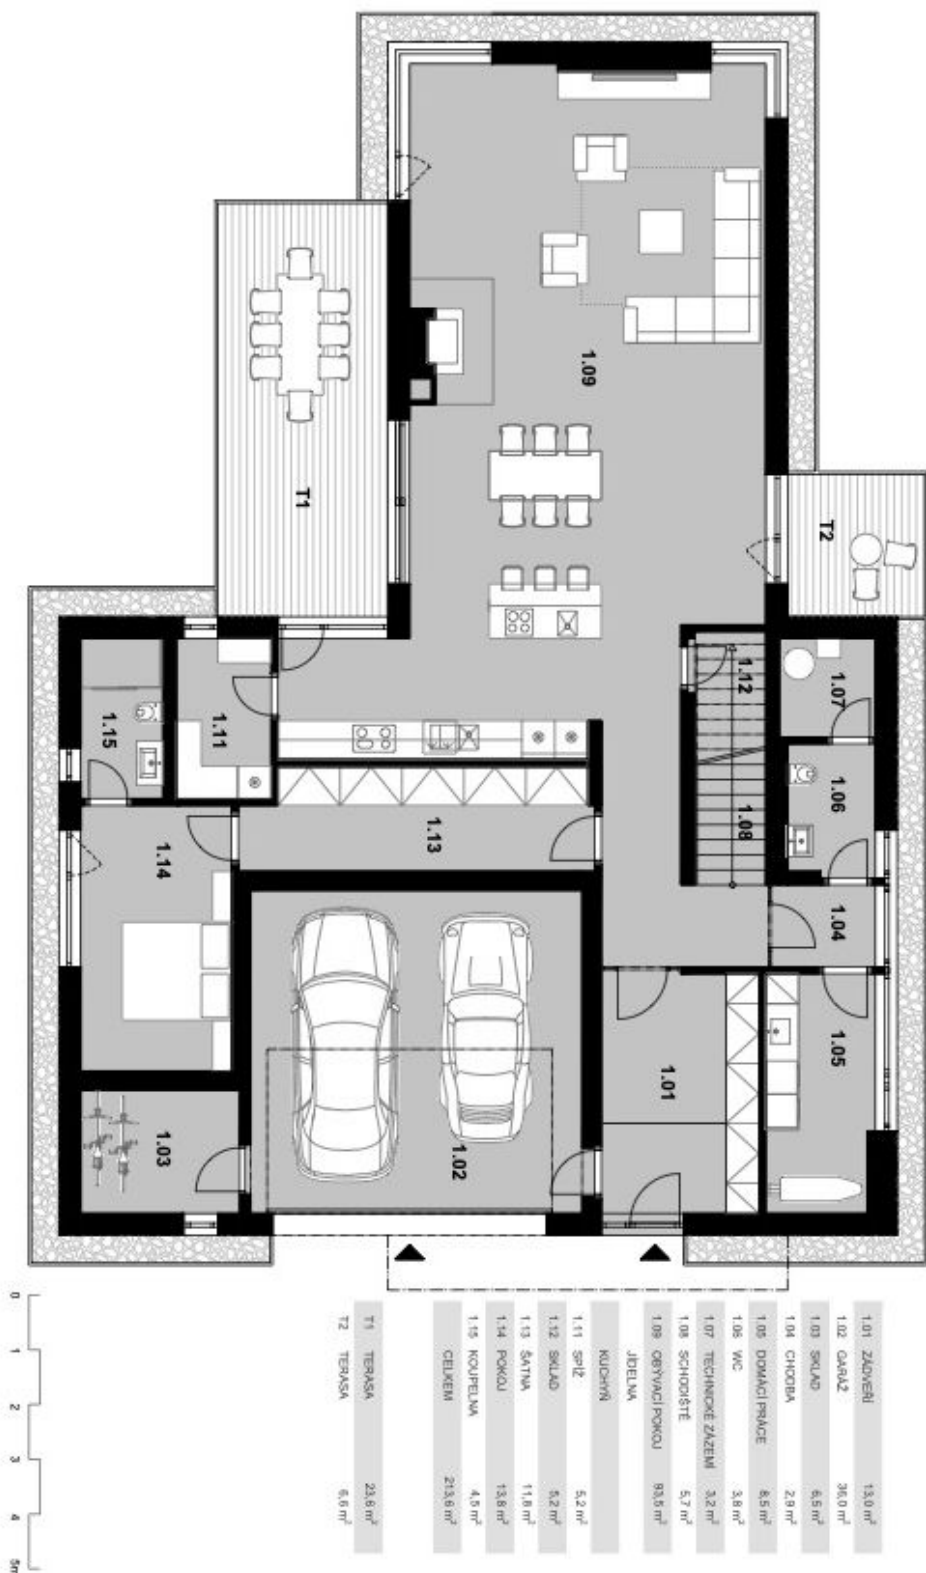 1.09
T1
T2
1.12
1.07
1.15
1.11
1.06
1.08
1.13
1.14
1.04
1.05
1.01
1.02
1.03
1.01 ZÁDVEŘÍ 13,0 m²
1.02 GARÁŽ 36,0 m²
1.03 SKLAD 6,5 m²
1.04 CHODBA 2,9 m²
1.05 DOMÁCÍ PRÁCE 8,5 m²
1.06 WC 3,8 m²
1.07 TECHNICKÉ ZÁZEMÍ 3,2 m²
1.08 SCHODIŠTĚ 5,7 m²
1.09 OBÝVACÍ POKOJ 93,5 m²
JÍDELNA
KUCHYŇ
1.11 SPÍŽ 5,2 m²
1.12 SKLAD 5,2 m²
1.13 ŠATNA 11,8 m²
1.14 POKOJ 13,8 m²
1.15 KOUPELNA 4,5 m²
CELKEM 213,6 m²
T1 TERASA 23,6 m²
T2 TERASA 6,6 m²
0 1 2 3 4 5m